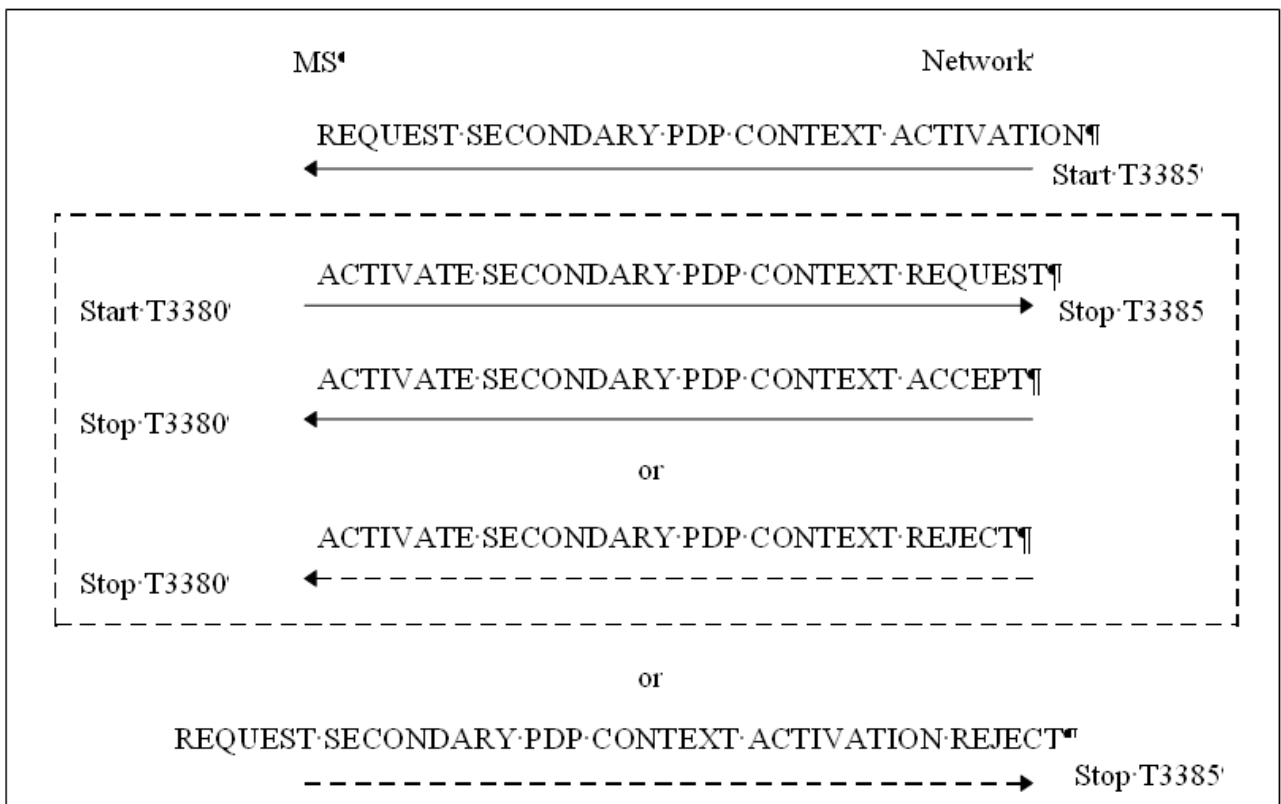 MS Network
REQUEST·SECONDARY·PDP·CONTEXT·ACTIVATION¶
Start·T3385
ACTIVATE·SECONDARY·PDP·CONTEXT·REQUEST¶
Start·T3380 Stop·T3385
ACTIVATE·SECONDARY·PDP·CONTEXT·ACCEPT¶
Stop·T3380
or
ACTIVATE·SECONDARY·PDP·CONTEXT·REJECT¶
Stop·T3380
or
REQUEST·SECONDARY·PDP·CONTEXT·ACTIVATION·REJECT¶
Stop·T3385